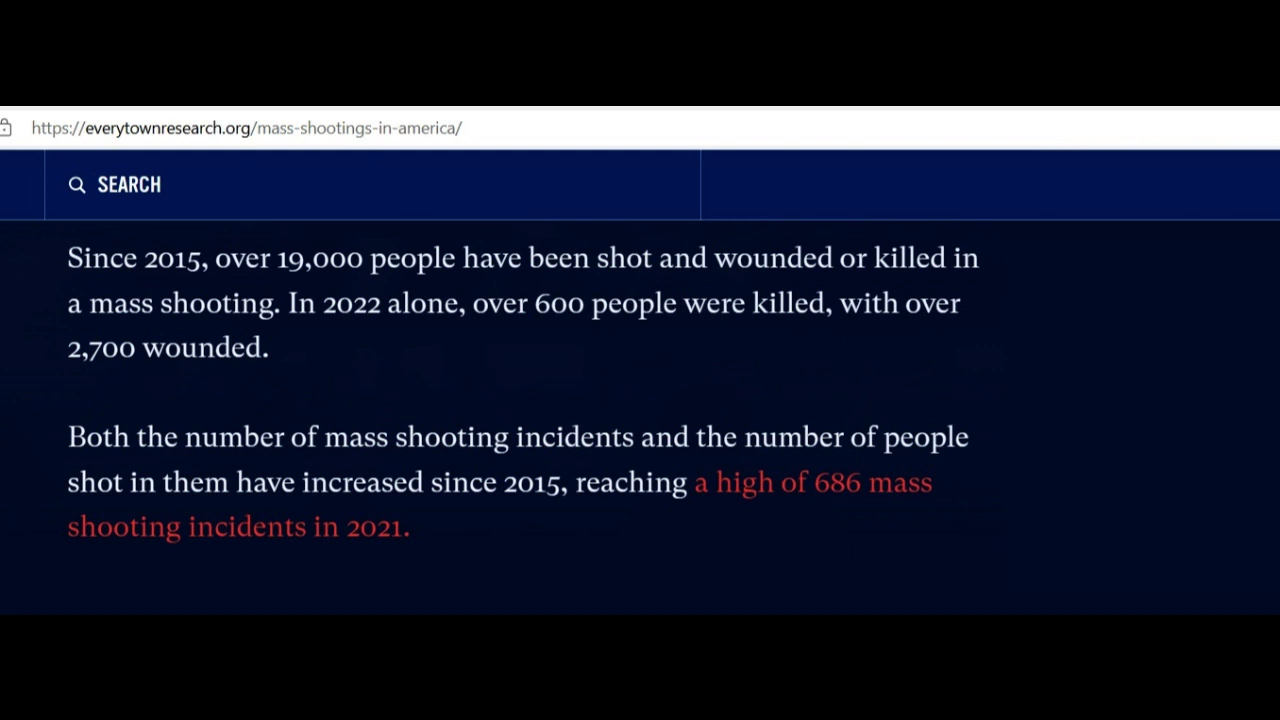 https://everytownresearch.org/mass-shootings-in-america/
SEARCH
Since 2015, over 19,000 people have been shot and wounded or killed in
a mass shooting. In 2022 alone, over 600 people were killed, with over
2,700 wounded.
Both the number of mass shooting incidents and the number of people
shot in them have increased since 2015, reaching a high of 686 mass
shooting incidents in 2021.